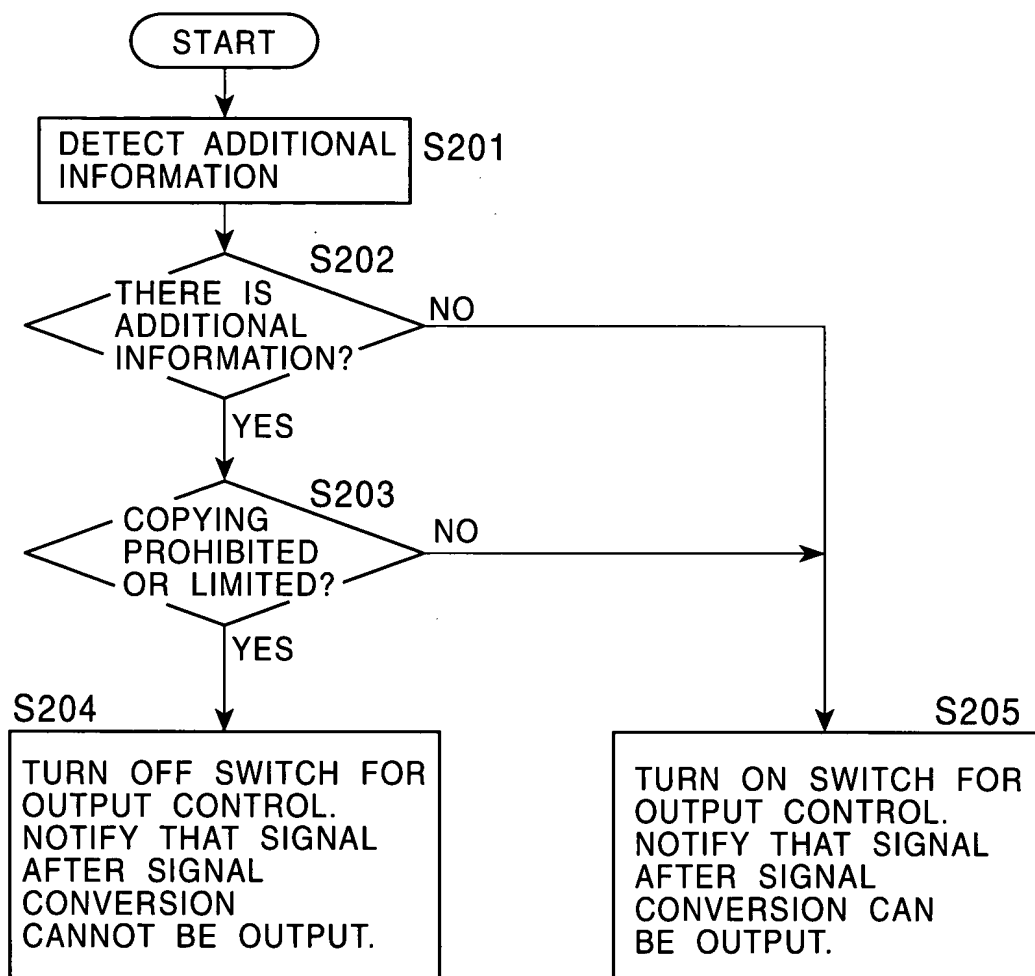 START
DETECT ADDITIONAL
INFORMATION
S201
S202
THERE IS
ADDITIONAL
INFORMATION?
NO
YES
S203
COPYING
PROHIBITED
OR LIMITED?
NO
YES
S204
TURN OFF SWITCH FOR
OUTPUT CONTROL.
NOTIFY THAT SIGNAL
AFTER SIGNAL
CONVERSION
CANNOT BE OUTPUT.
S205
TURN ON SWITCH FOR
OUTPUT CONTROL.
NOTIFY THAT SIGNAL
AFTER SIGNAL
CONVERSION CAN
BE OUTPUT.